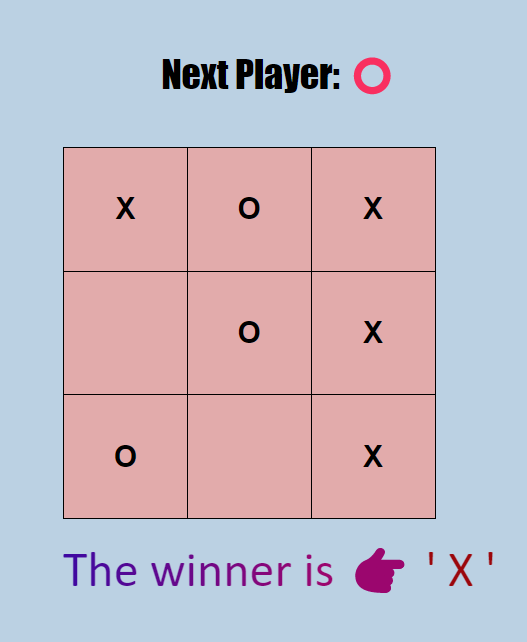 Next Player: O
X O X
O X
O X
The winner is 👉 ' X '